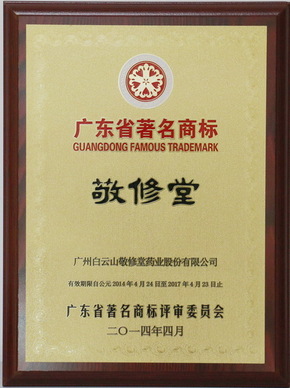 广东省著名商标
GUANGDONG FAMOUS TRADEMARK
敬修堂
广州白云山敬修堂药业股份有限公司
有效期限自公元2014年4月24日至2017年4月23日止
广东省著名商标评审委员会
二〇一四年四月